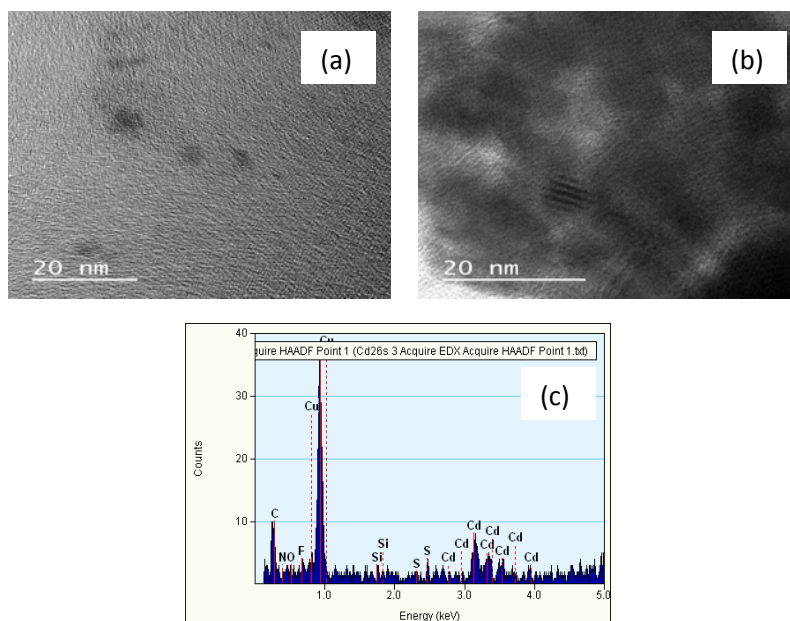 (a)
20 nm
(b)
20 nm
(c)
quire HAADF Point 1 (Cd26s 3 Acquire EDX Acquire HAADF Point 1.txt)
Counts
40
30
20
10
Cu
Cu
C
N
O
F
Si
Si
S
S
Cd
Cd
Cd
Cd
Cd
Cd
Cd
Cd
1.0
2.0
3.0
4.0
5.0
Energy (keV)